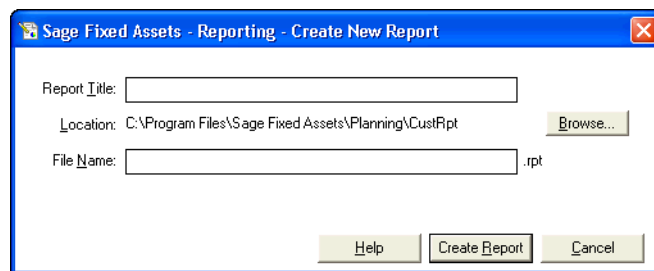 Sage Fixed Assets - Reporting - Create New Report
Report Title:
Location: C:\Program Files\Sage Fixed Assets\Planning\CustRpt Browse...
File Name: .rpt
Help Create Report Cancel